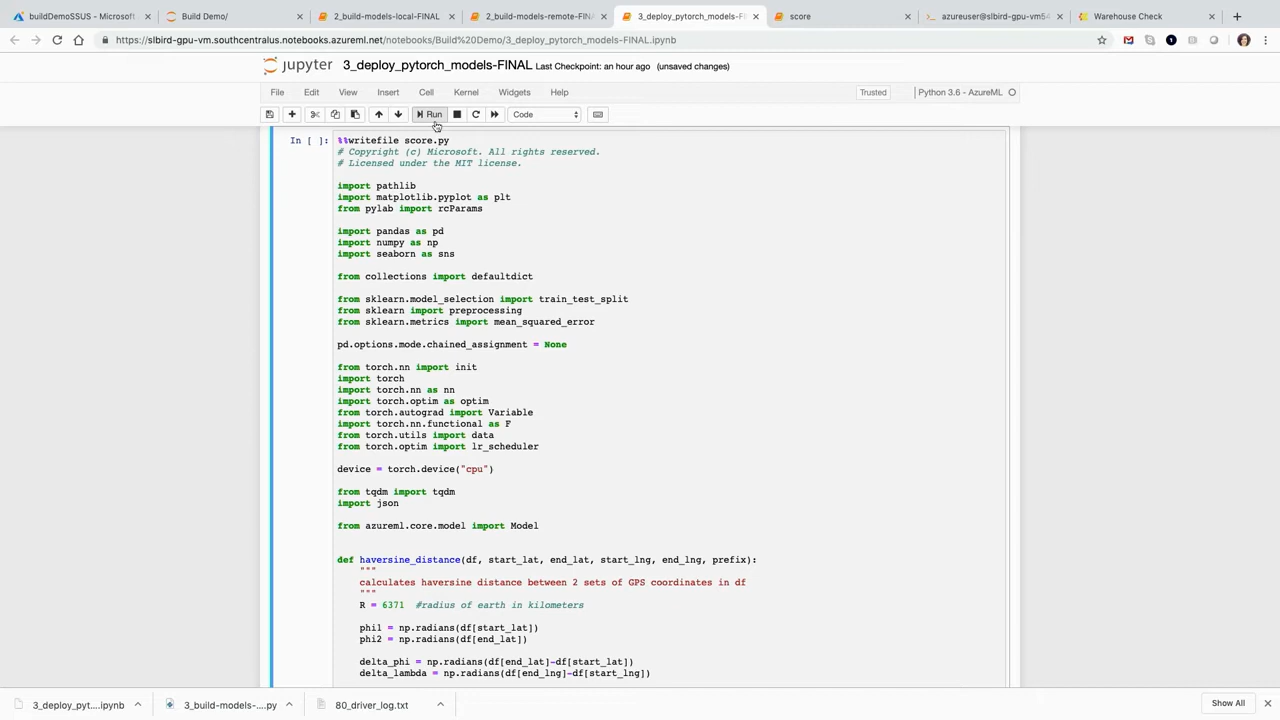 buildDemoSSUS - Microsoft
Build Demo/
2_build-models-local-FINAL
2_build-models-remote-FINAL
3_deploy_pytorch_models-FI
score
azureuser@slbird-gpu-vm54
Warehouse Check
https://slbird-gpu-vm.southcentralus.notebooks.azureml.net/notebooks/Build%20Demo/3_deploy_pytorch_models-FINAL.ipynb
jupyter 3_deploy_pytorch_models-FINAL Last Checkpoint: an hour ago (unsaved changes)
File Edit View Insert Cell Kernel Widgets Help Trusted Python 3.6 - AzureML
Run Code
In [ ]: %%writefile score.py
# Copyright (c) Microsoft. All rights reserved.
# Licensed under the MIT license.
import pathlib
import matplotlib.pyplot as plt
from pylab import rcParams
import pandas as pd
import numpy as np
import seaborn as sns
from collections import defaultdict
from sklearn.model_selection import train_test_split
from sklearn import preprocessing
from sklearn.metrics import mean_squared_error
pd.options.mode.chained_assignment = None
from torch.nn import init
import torch
import torch.nn as nn
import torch.optim as optim
from torch.autograd import Variable
import torch.nn.functional as F
from torch.utils import data
from torch.optim import lr_scheduler
device = torch.device("cpu")
from tqdm import tqdm
import json
from azureml.core.model import Model
def haversine_distance(df, start_lat, end_lat, start_lng, end_lng, prefix):
"""
calculates haversine distance between 2 sets of GPS coordinates in df
"""
R = 6371 #radius of earth in kilometers
phi1 = np.radians(df[start_lat])
phi2 = np.radians(df[end_lat])
delta_phi = np.radians(df[end_lat]-df[start_lat])
delta_lambda = np.radians(df[end_lng]-df[start_lng])
3_deploy_pyt....ipynb
3_build-models-....py
80_driver_log.txt
Show All